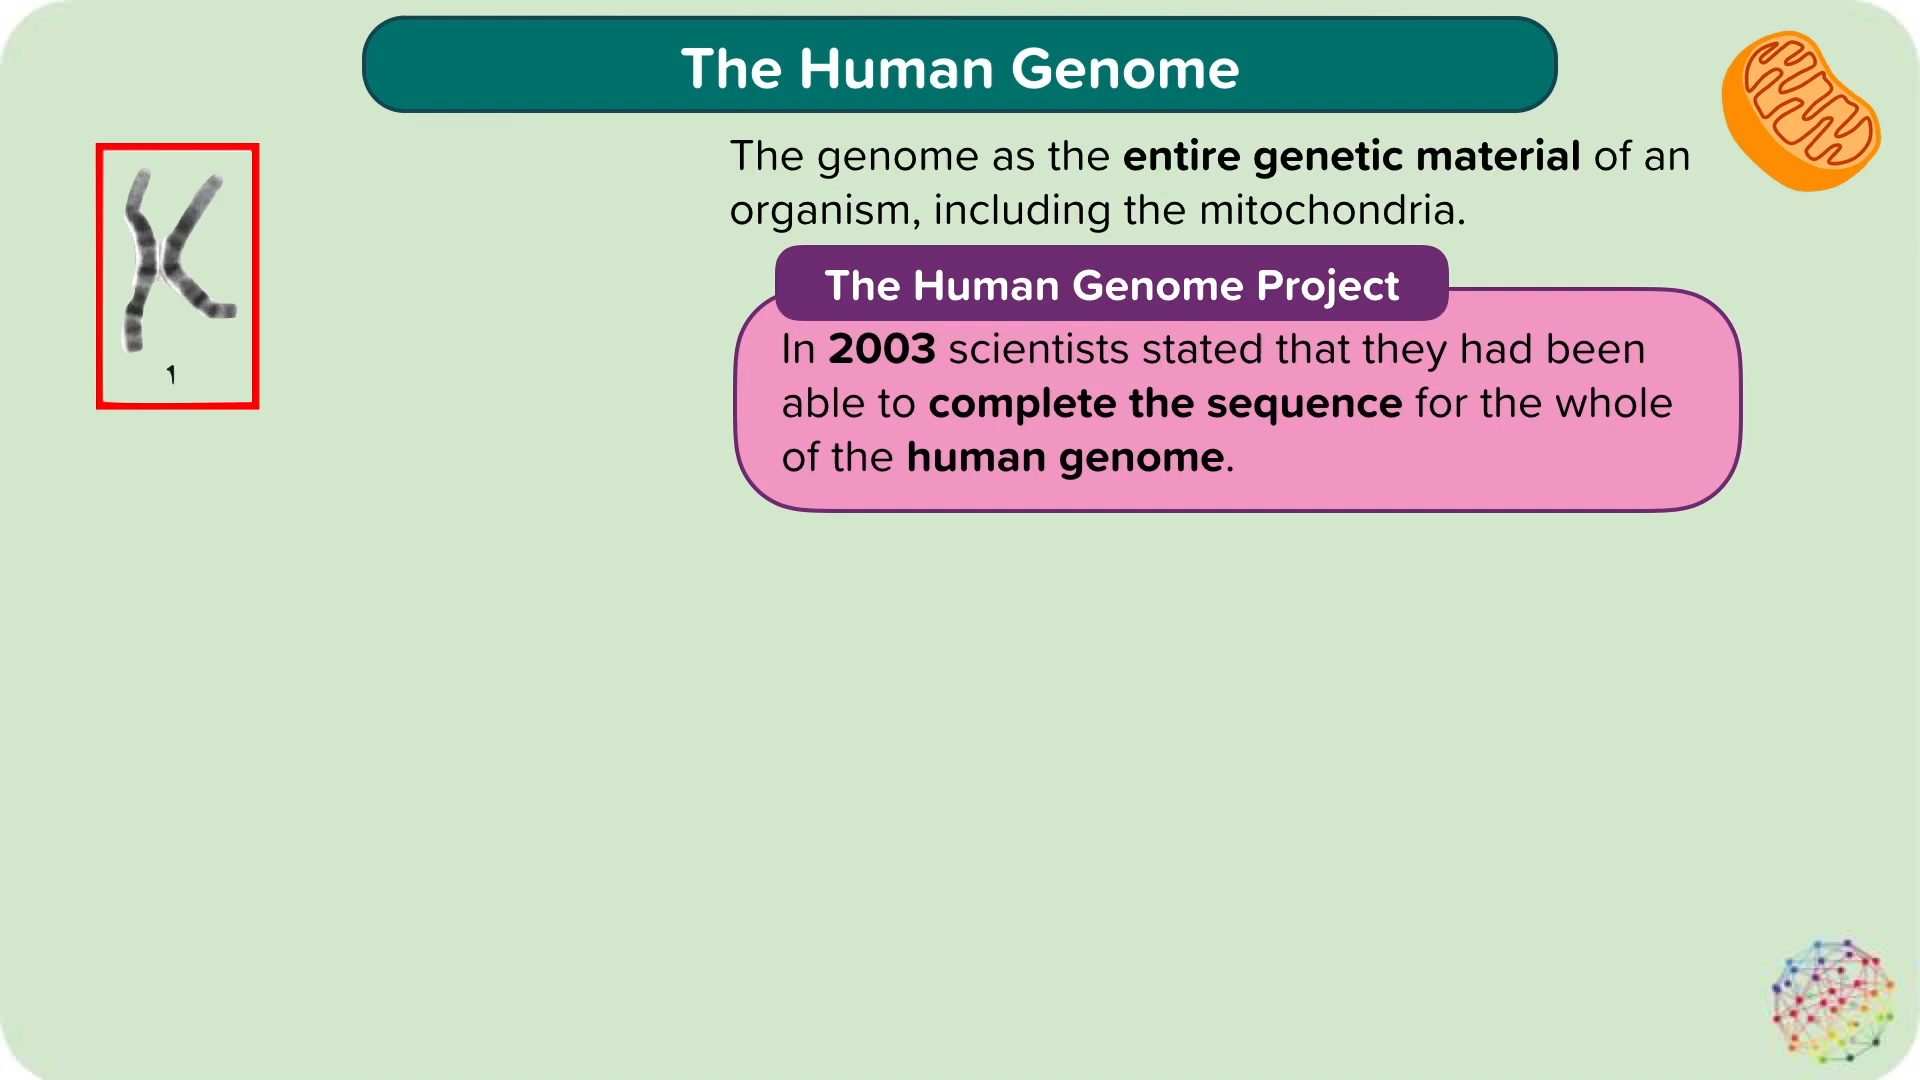 The Human Genome
The genome as the entire genetic material of an
organism, including the mitochondria.
The Human Genome Project
In 2003 scientists stated that they had been
able to complete the sequence for the whole
of the human genome.
1